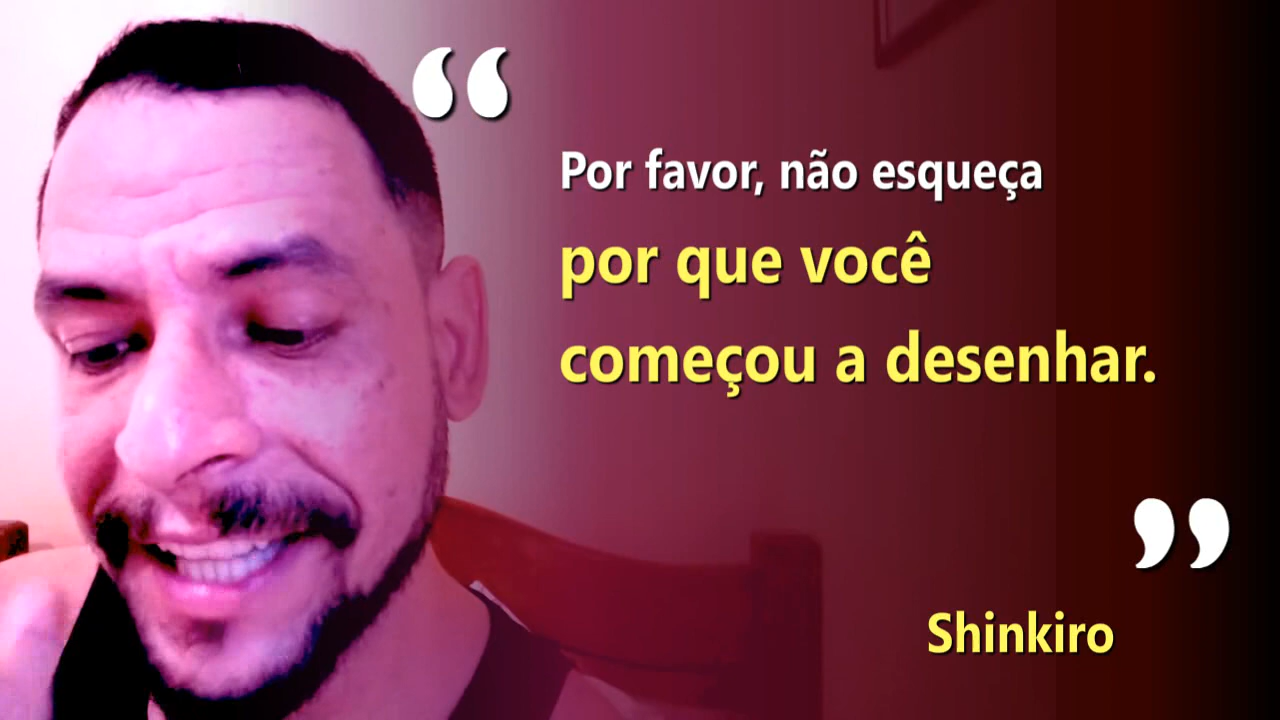 “
Por favor, não esqueça
por que você
começou a desenhar.
”
Shinkiro